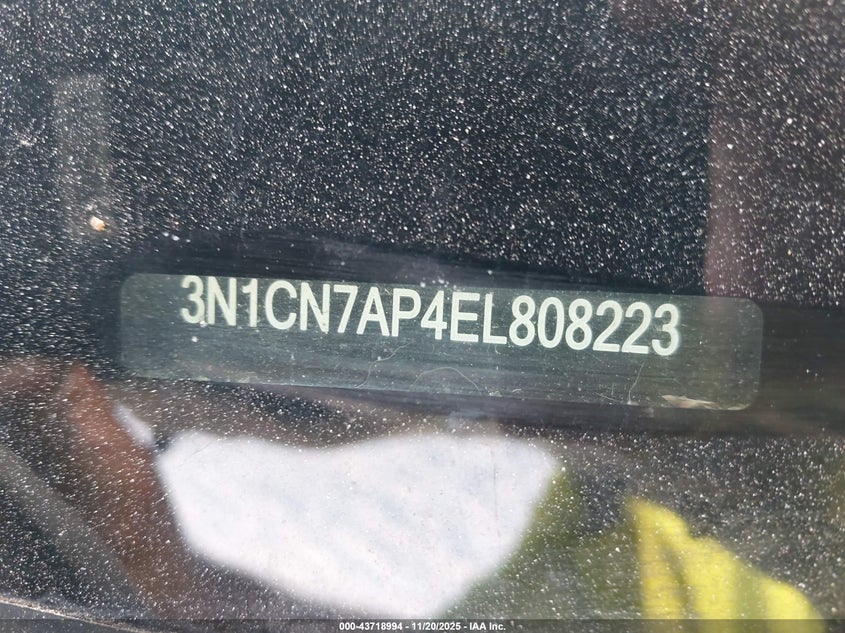 3N1CN7AP4EL808223
000-43718994 — 11/20/2025 — IAA Inc.